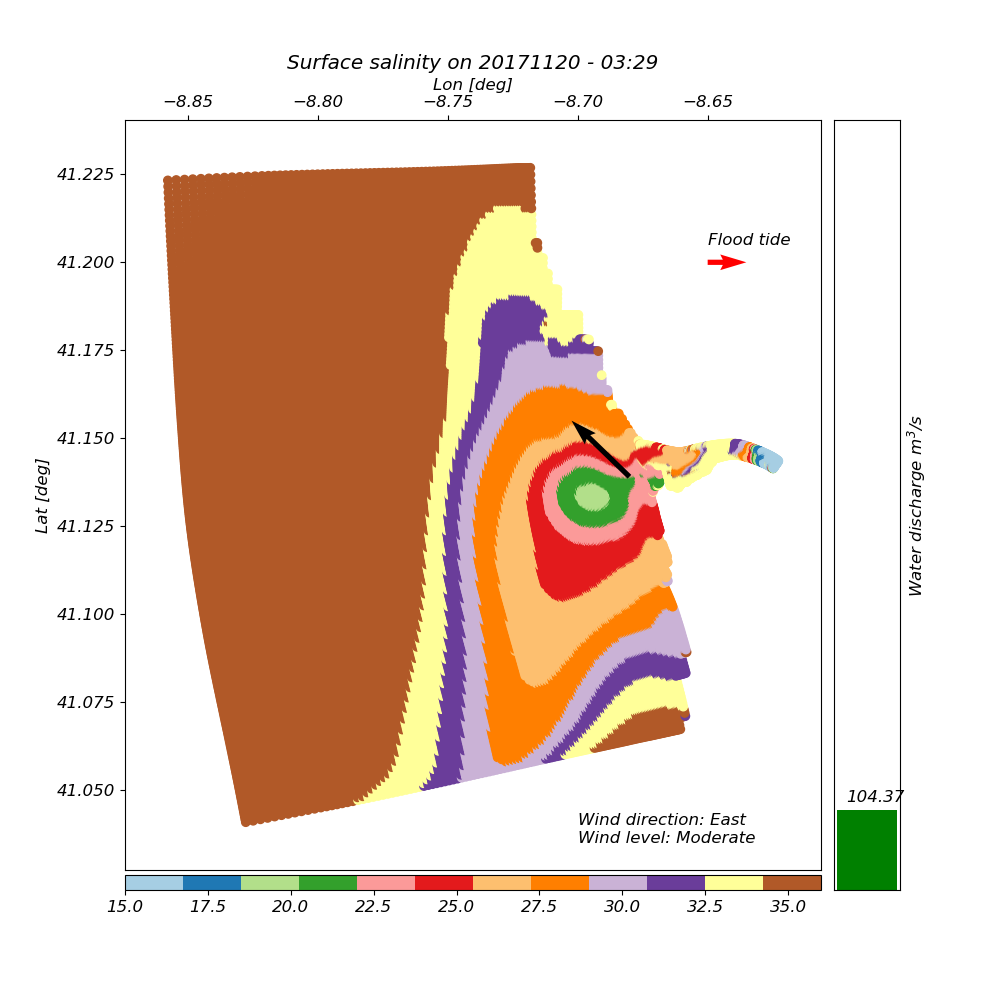 Surface salinity on 20171120 - 03:29
Lon [deg]
−8.85 −8.80 −8.75 −8.70 −8.65
41.225
41.200
41.175
41.150
41.125
41.100
41.075
41.050
Lat [deg]
Flood tide
Wind direction: East
Wind level: Moderate
Water discharge m³/s
104.37
15.0 17.5 20.0 22.5 25.0 27.5 30.0 32.5 35.0